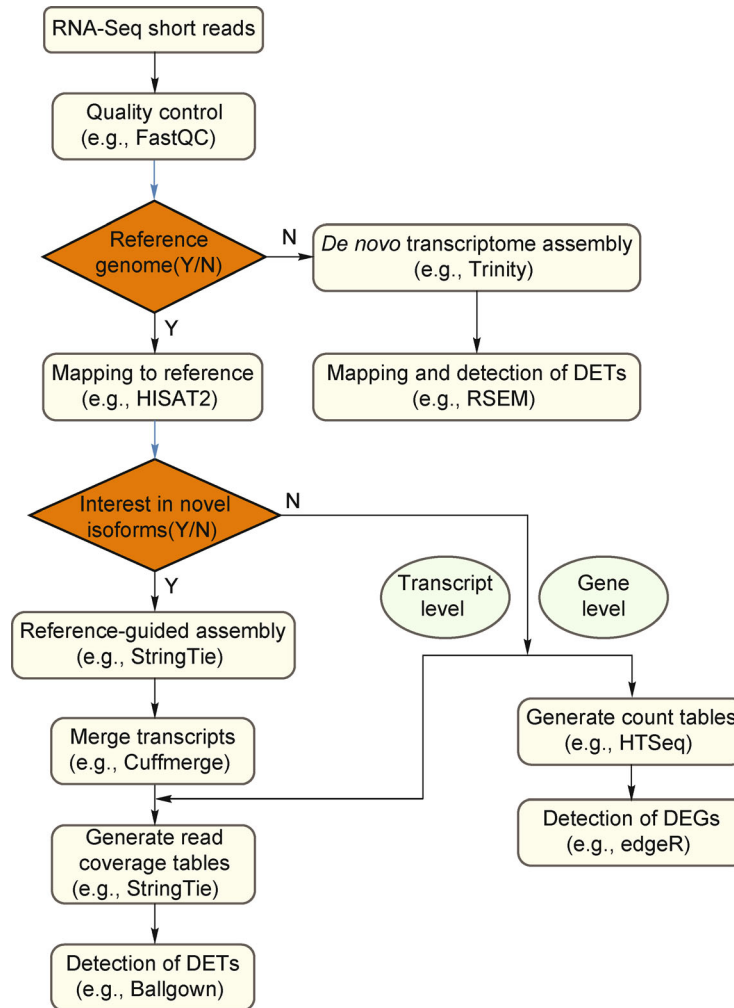 RNA-Seq short reads
Quality control
(e.g., FastQC)
Reference
genome(Y/N)
N
De novo transcriptome assembly
(e.g., Trinity)
Y
Mapping to reference
(e.g., HISAT2)
Mapping and detection of DETs
(e.g., RSEM)
Interest in novel
isoforms(Y/N)
N
Y
Transcript
level
Gene
level
Reference-guided assembly
(e.g., StringTie)
Merge transcripts
(e.g., Cuffmerge)
Generate count tables
(e.g., HTSeq)
Generate read
coverage tables
(e.g., StringTie)
Detection of DEGs
(e.g., edgeR)
Detection of DETs
(e.g., Ballgown)